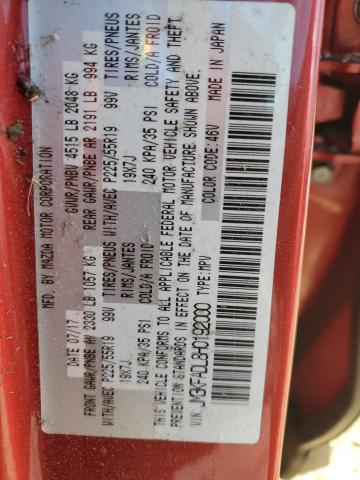 MFD. BY MAZDA MOTOR CORPORATION
DATE 07/17 GVWR/PNBV 4515 LB 2048 KG
FRONT GAWR/PNBE AV 2330 LB 1057 KG REAR GAWR/PNBE AR 2191 LB 994 KG
WITH/AVEC P225/55R19 99V TIRES/PNEUS WITH/AVEC P225/55R19 99V TIRES/PNEUS
19X7J RIMS/JANTES 19X7J RIMS/JANTES
240 KPA/35 PSI COLD/A FROID 240 KPA/35 PSI COLD/A FROID
THIS VEHICLE CONFORMS TO ALL APPLICABLE FEDERAL MOTOR VEHICLE SAFETY AND THEFT
STANDARDS IN EFFECT ON THE DATE OF MANUFACTURE SHOWN ABOVE.
MADE IN JAPAN
VIN: JM3KFADL8H0192000 TYPE: MPV COLOR CODE: 46V